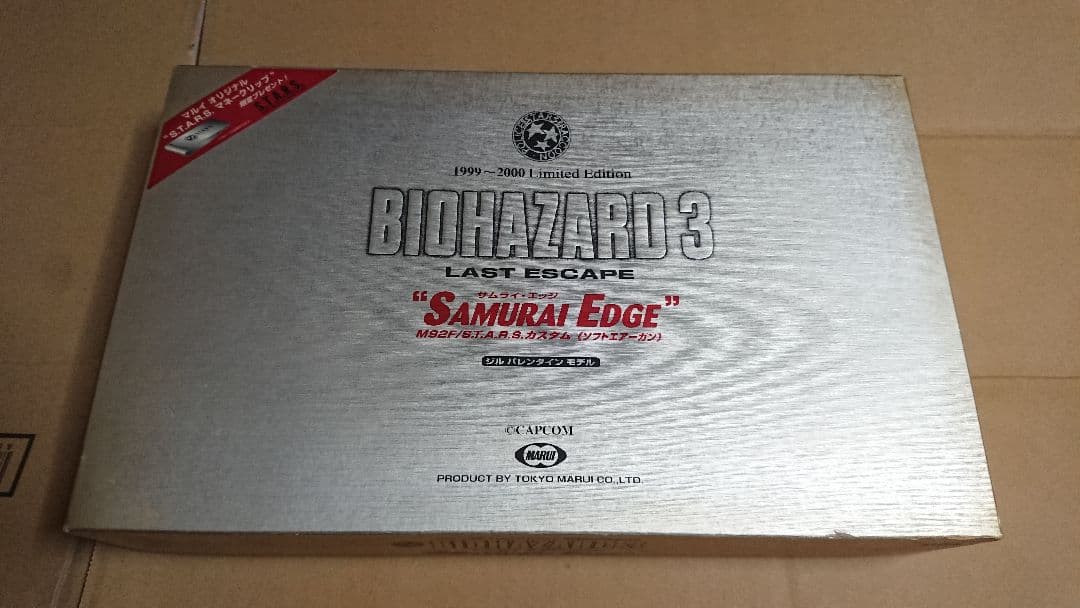 マルイ オリジナル
"S.T.A.R.S. マネークリップ"
限定プレゼント!
S.T.A.R.S
STARS RACCOON POLICE
1999~2000 Limited Edition
BIOHAZARD 3
LAST ESCAPE
サムライ・エッジ
"SAMURAI EDGE"
M92F/S.T.A.R.S.カスタム (ソフトエアーガン)
ジル バレンタイン モデル
©CAPCOM
MARUI
PRODUCT BY TOKYO MARUI CO.,LTD.